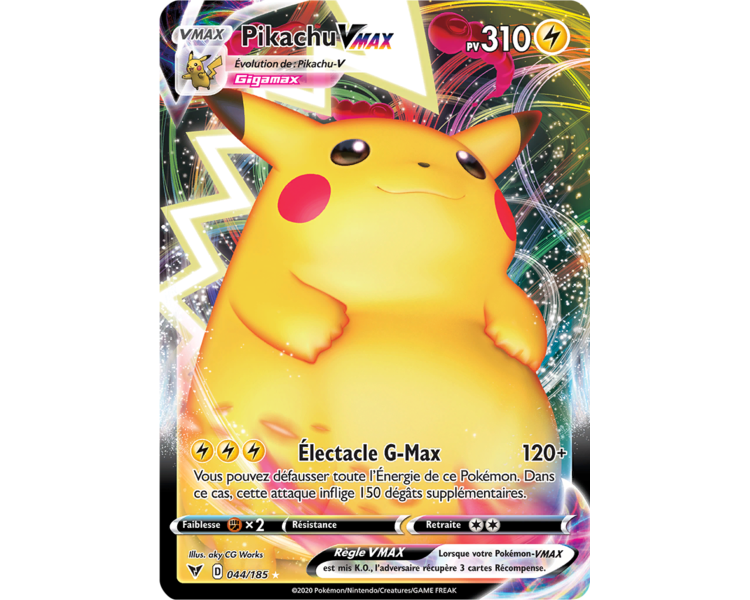 VMAX Pikachu VMAX PV 310
Évolution de : Pikachu-V
Gigamax
Électacle G-Max 120+
Vous pouvez défausser toute l'Énergie de ce Pokémon. Dans
ce cas, cette attaque inflige 150 dégâts supplémentaires.
Faiblesse ×2 Résistance Retraite
Illus. aky CG Works
Règle VMAX Lorsque votre Pokémon-VMAX
est mis K.O., l'adversaire récupère 3 cartes Récompense.
D 044/185
©2020 Pokémon/Nintendo/Creatures/GAME FREAK